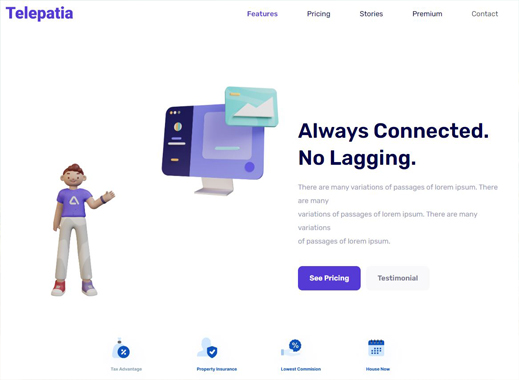 Telepatia
Features
Pricing
Stories
Premium
Contact
Always Connected.
No Lagging.
There are many variations of passages of lorem ipsum. There
are many
variations of passages of lorem ipsum. There are many
variations
of passages of lorem ipsum.
See Pricing
Testimonial
Tax Advantage
Property Insurance
Lowest Commision
House Now